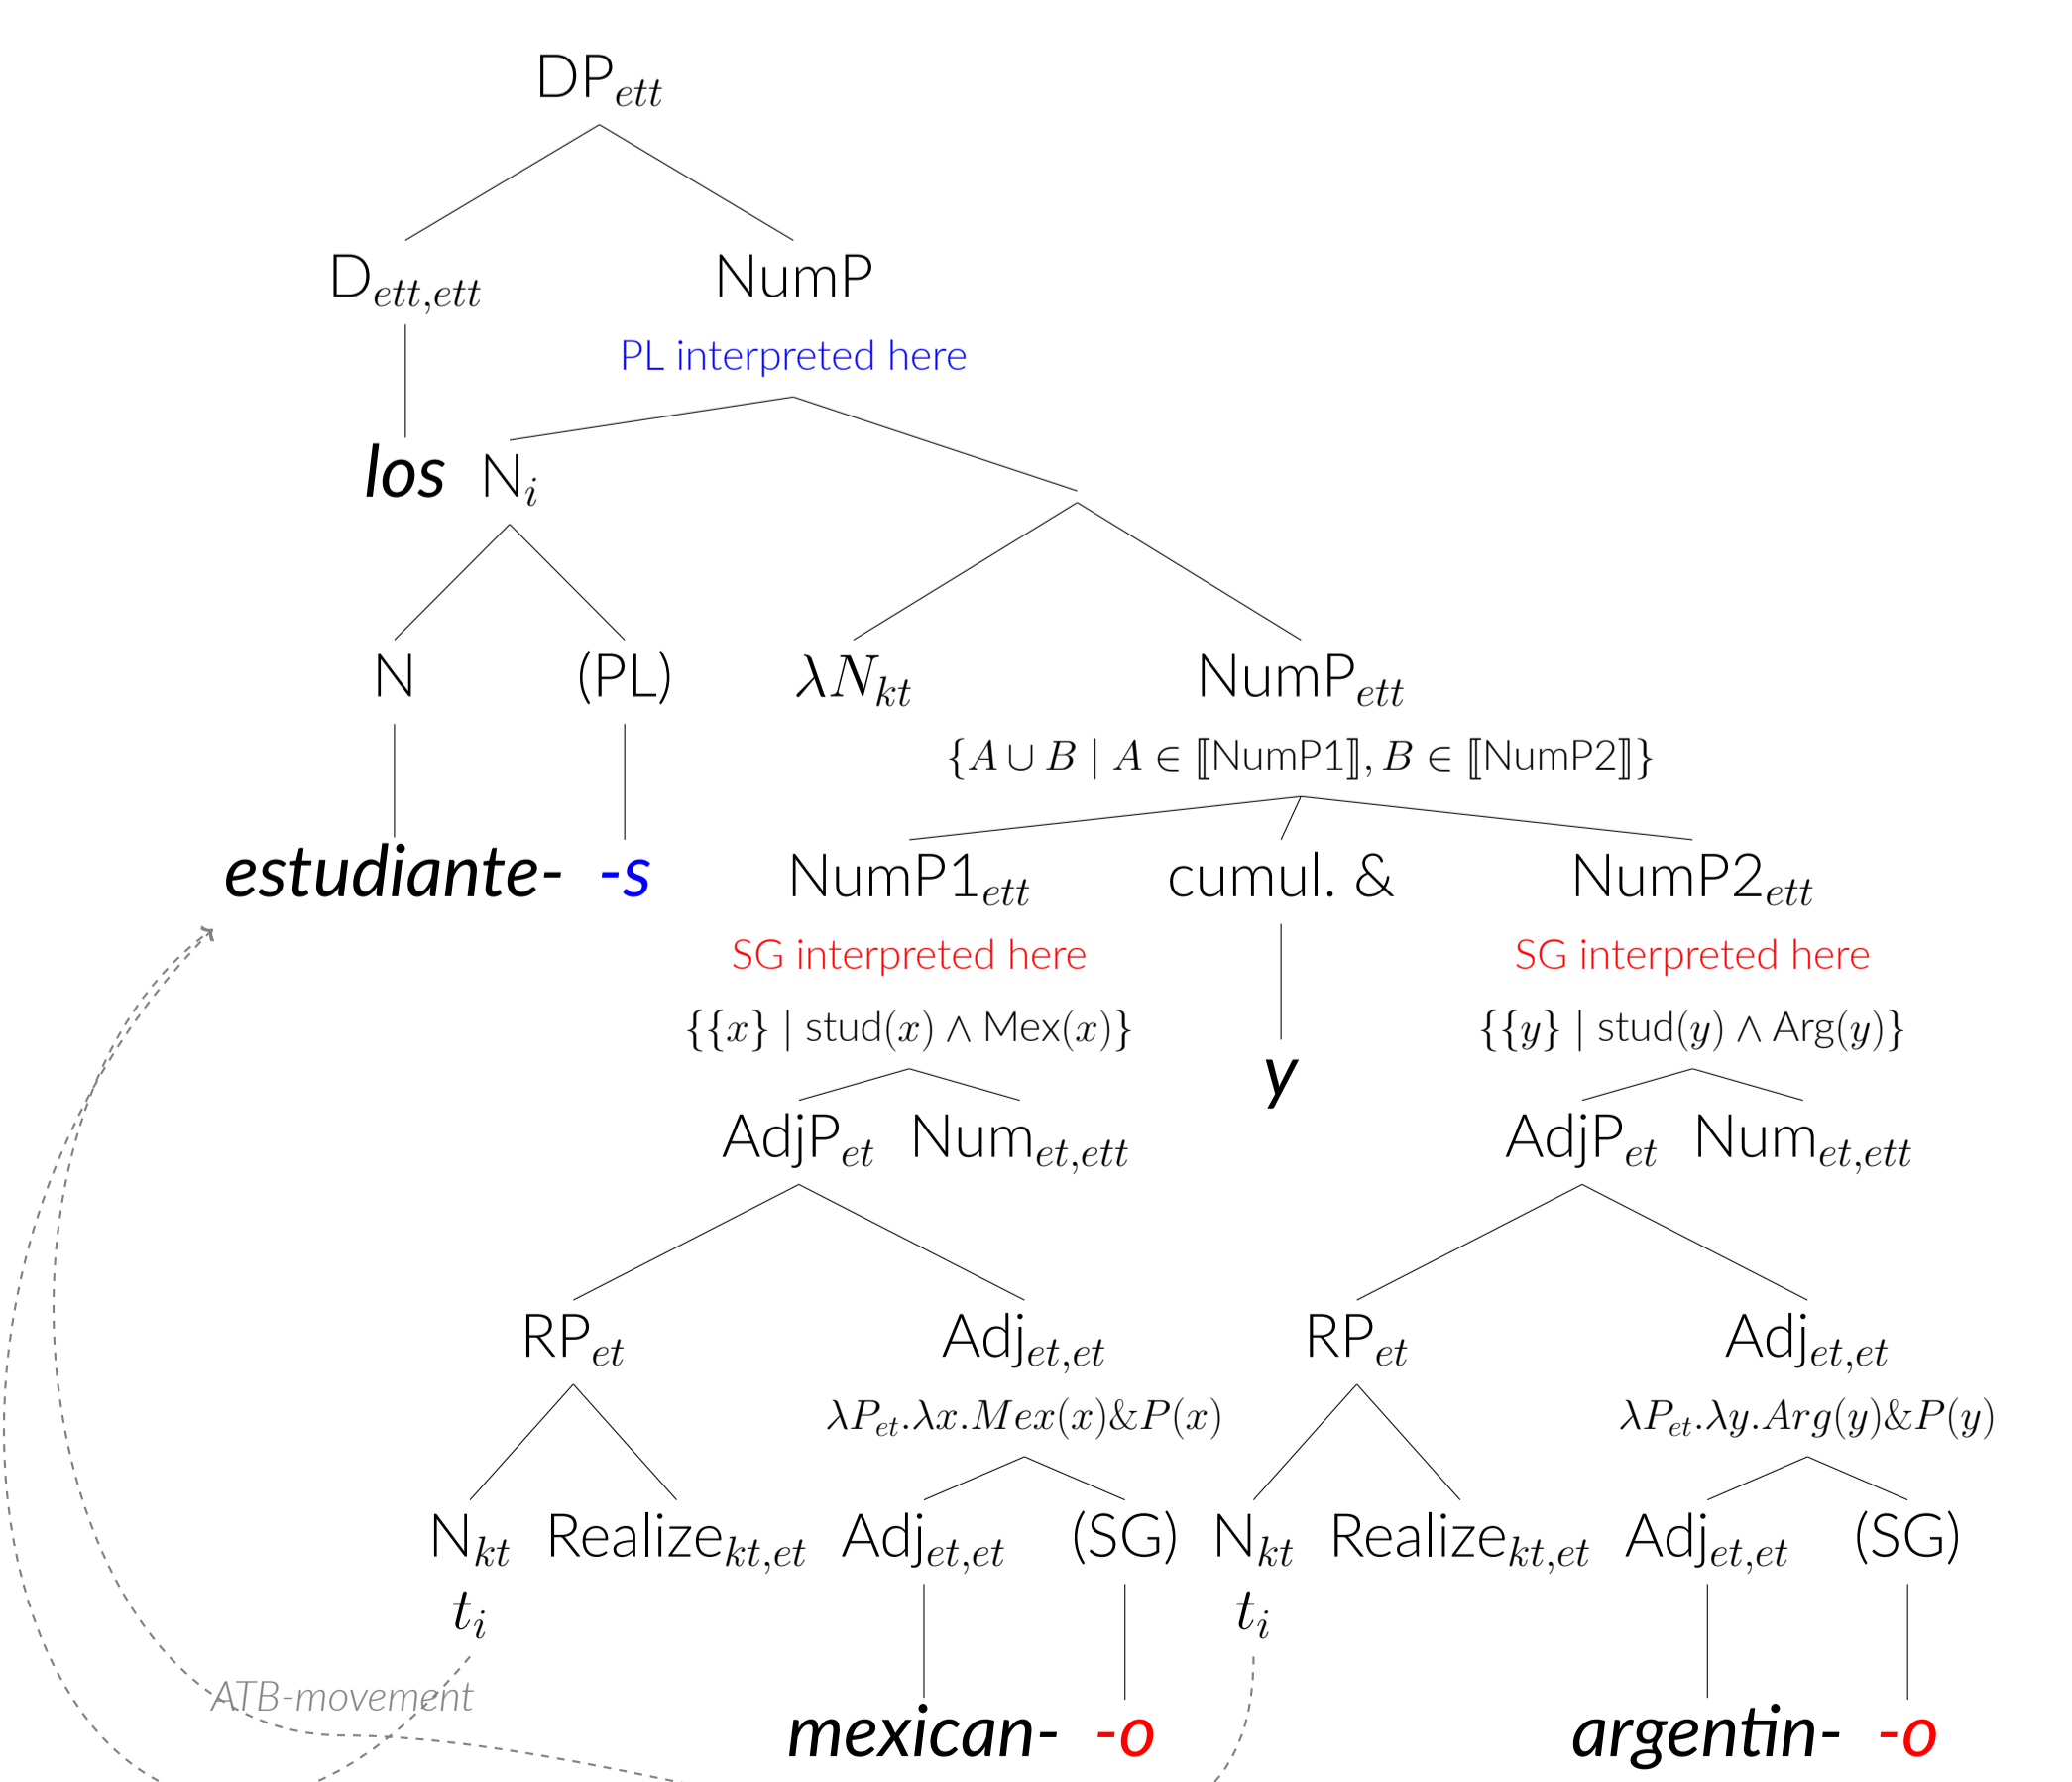 DP_ett
D_ett,ett NumP
PL interpreted here
los N_i
N (PL) λN_kt NumP_ett
{A ∪ B | A ∈ ⟦NumP1⟧, B ∈ ⟦NumP2⟧}
estudiante- -s NumP1_ett cumul. & NumP2_ett
SG interpreted here SG interpreted here
{{x} | stud(x) ∧ Mex(x)} {{y} | stud(y) ∧ Arg(y)}
y
AdjP_et Num_et,ett AdjP_et Num_et,ett
RP_et Adj_et,et RP_et Adj_et,et
λP_et.λx.Mex(x)&P(x) λP_et.λy.Arg(y)&P(y)
N_kt Realize_kt,et Adj_et,et (SG) N_kt Realize_kt,et Adj_et,et (SG)
t_i t_i
ATB-movement
mexican- -o argentin- -o